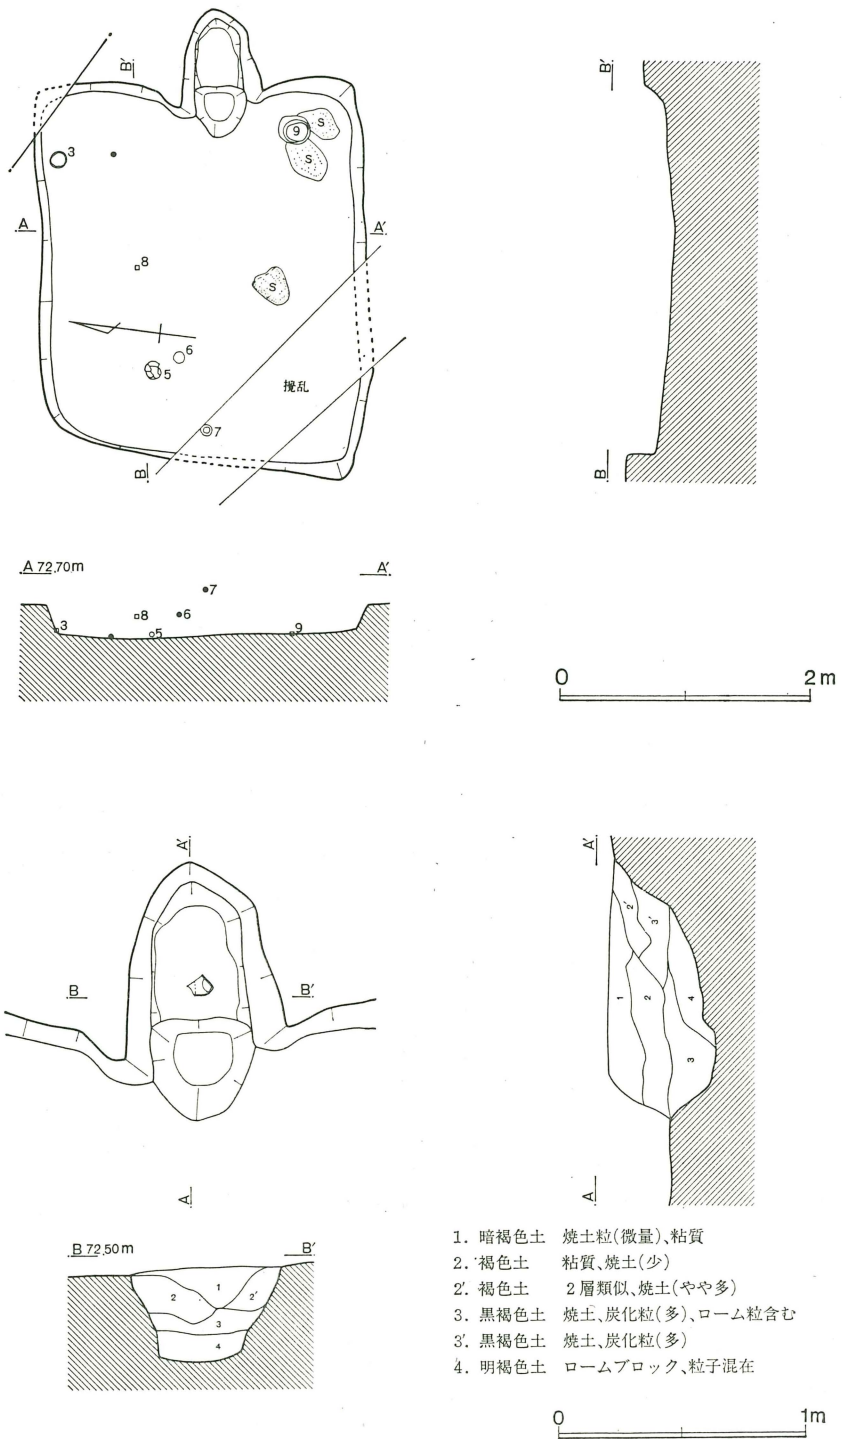 B'
B'
S
9
S
3
A
A'
8
S
6
5
攪乱
7
B
B
A 72.70m
A'
7
8
6
3
5
9
0
2m
A'
A'
2'
3'
B
B'
1
2
4
3
A
A
B 72.50m
B'
1
2
2'
3
4
1. 暗褐色土 焼土粒(微量)、粘質
2. 褐色土 粘質、焼土(少)
2'. 褐色土 2層類似、焼土(やや多)
3. 黒褐色土 焼土、炭化粒(多)、ローム粒含む
3'. 黒褐色土 焼土、炭化粒(多)
4. 明褐色土 ロームブロック、粒子混在
0
1m